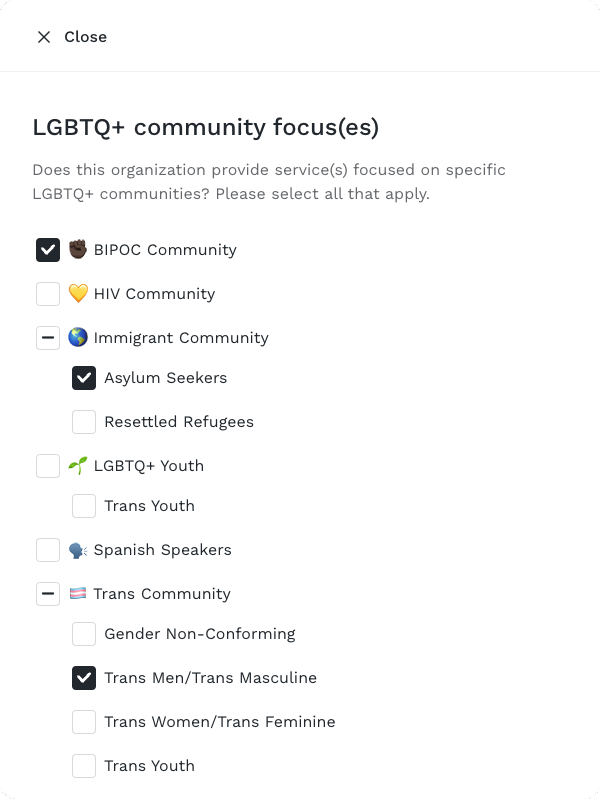 Close
LGBTQ+ community focus(es)
Does this organization provide service(s) focused on specific
LGBTQ+ communities? Please select all that apply.
BIPOC Community
HIV Community
Immigrant Community
Asylum Seekers
Resettled Refugees
LGBTQ+ Youth
Trans Youth
Spanish Speakers
Trans Community
Gender Non-Conforming
Trans Men/Trans Masculine
Trans Women/Trans Feminine
Trans Youth